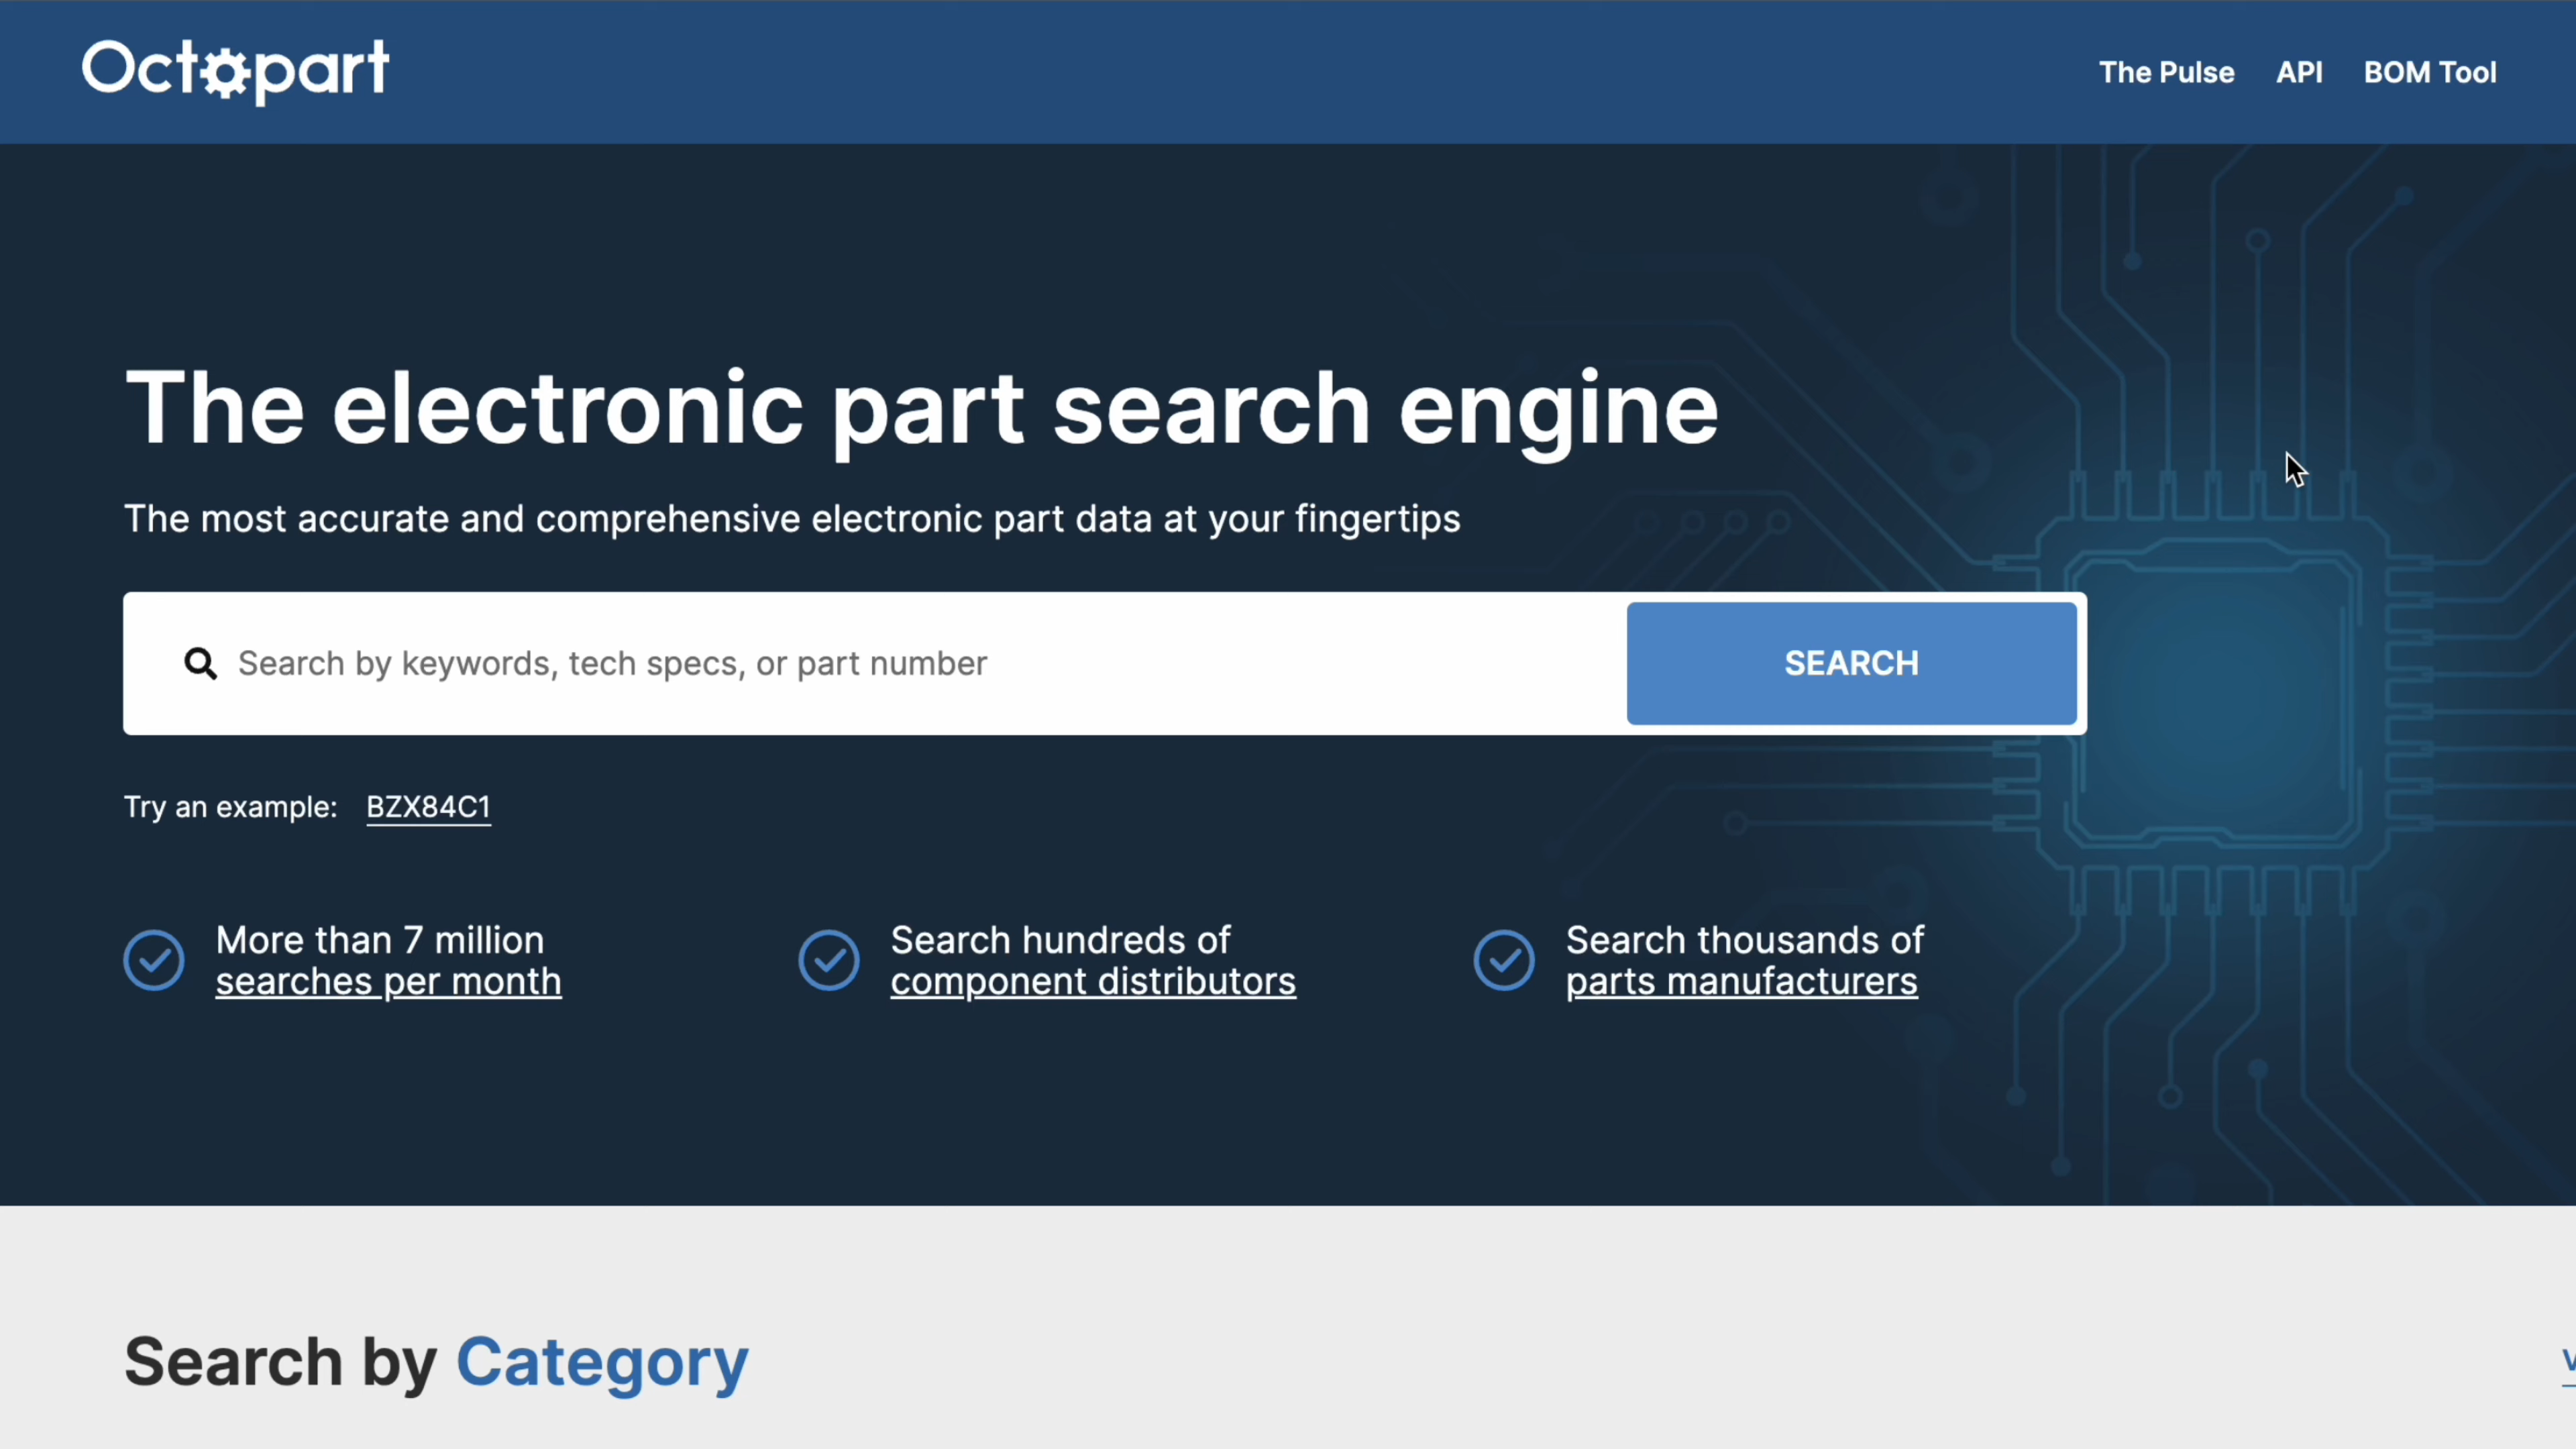 Octopart
The Pulse API BOM Tool
The electronic part search engine
The most accurate and comprehensive electronic part data at your fingertips
Search by keywords, tech specs, or part number
SEARCH
Try an example: BZX84C1
More than 7 million
searches per month
Search hundreds of
component distributors
Search thousands of
parts manufacturers
Search by Category